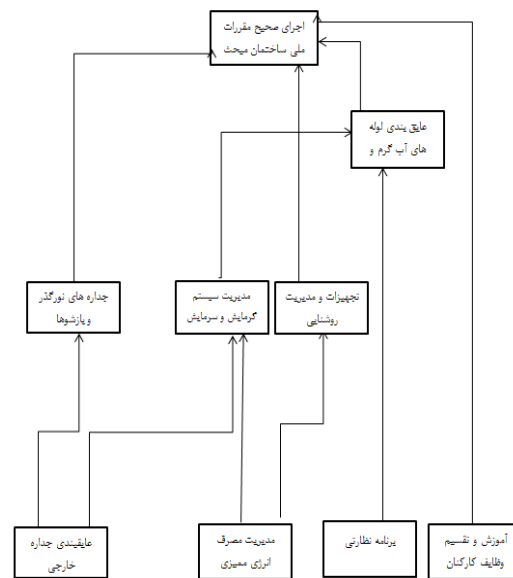 اجرای صحیح مقررات
ملی ساختمان مبحث
عایق بندی لوله
های آب گرم و
تجهیزات و مدیریت
روشنایی
مدیریت سیستم
گرمایش و سرمایش
جداره های نورگذر
و بازشوها
آموزش و تقسیم
وظایف کارکنان
برنامه نظارتی
مدیریت مصرف
انرژی ممیزی
عایقبندی جداره
خارجی